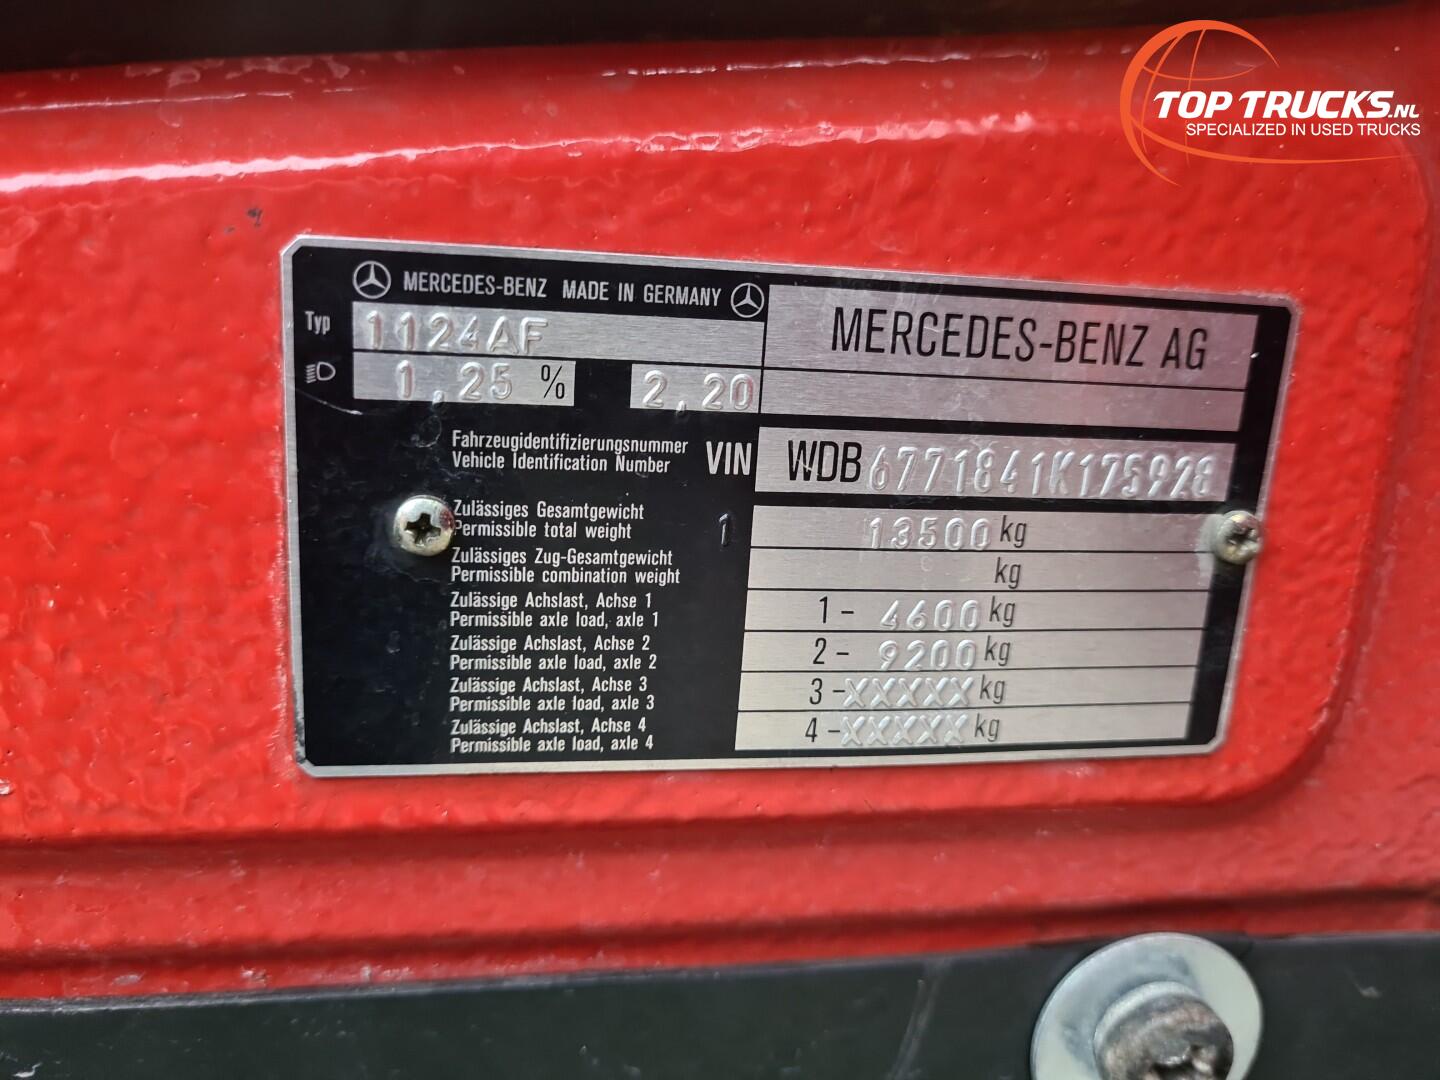 TOP TRUCKS.NL
SPECIALIZED IN USED TRUCKS
MERCEDES-BENZ MADE IN GERMANY
MERCEDES-BENZ AG
Typ 1124AF
1,25 % 2,20
Fahrzeugidentifizierungsnummer
Vehicle Identification Number
VIN WDB6771841K175928
Zulässiges Gesamtgewicht
Permissible total weight
1 13500 kg
Zulässiges Zug-Gesamtgewicht
Permissible combination weight
kg
Zulässige Achslast, Achse 1
Permissible axle load, axle 1
1- 4600 kg
Zulässige Achslast, Achse 2
Permissible axle load, axle 2
2- 9200 kg
Zulässige Achslast, Achse 3
Permissible axle load, axle 3
3-XXXXX kg
Zulässige Achslast, Achse 4
Permissible axle load, axle 4
4-XXXXX kg